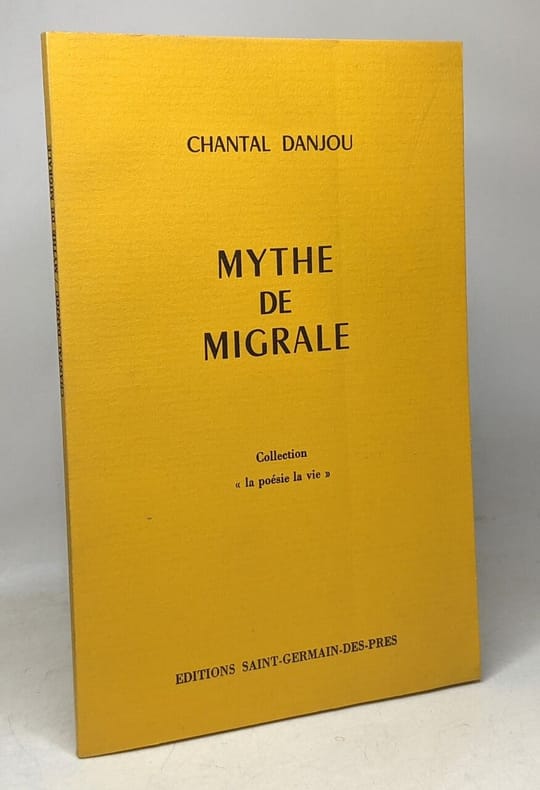 CHANTAL DANJOU
MYTHE
DE
MIGRALE
Collection
« la poésie la vie »
EDITIONS SAINT-GERMAIN-DES-PRES
CHANTAL DANJOU / MYTHE DE MIGRALE